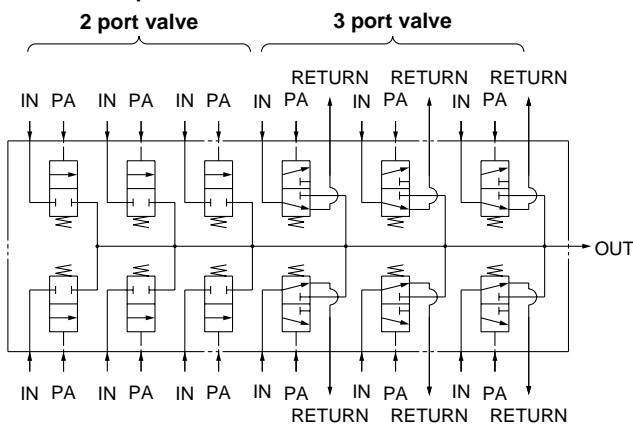 2 port valve 3 port valve
RETURN RETURN RETURN
IN PA IN PA IN PA IN PA IN PA IN PA
OUT
IN PA IN PA IN PA IN PA IN PA IN PA
RETURN RETURN RETURN